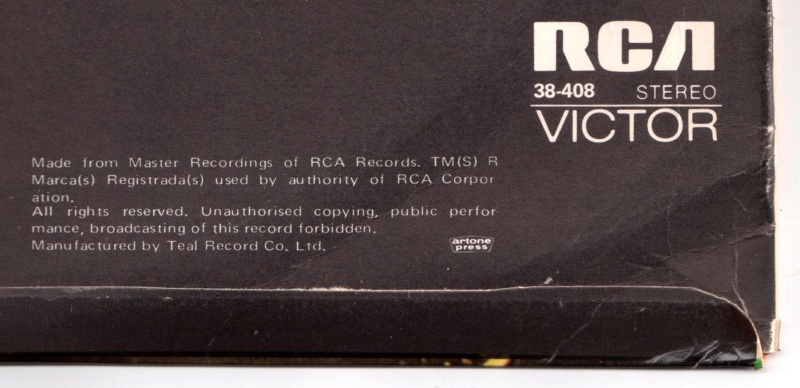 RCA
38-408 STEREO
VICTOR
Made from Master Recordings of RCA Records. TM(S) R
Marca(s) Registrada(s) used by authority of RCA Corpor
ation.
All rights reserved. Unauthorised copying, public perfor
mance, broadcasting of this record forbidden.
Manufactured by Teal Record Co. Ltd.
artone
press